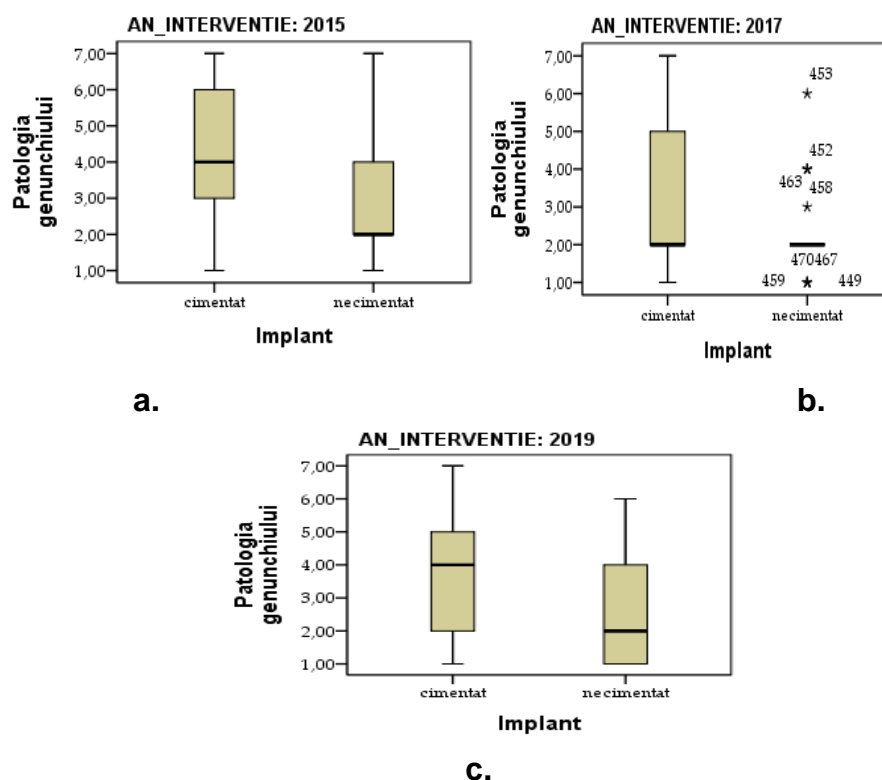 AN_INTERVENTIE: 2015
7,00
6,00
5,00
4,00
3,00
2,00
1,00
Patologia
genunchiului
cimentat
necimentat
Implant
a.
AN_INTERVENTIE: 2017
7,00
6,00
5,00
4,00
3,00
2,00
1,00
Patologia
genunchiului
453
452
463
458
470467
459
449
cimentat
necimentat
Implant
b.
AN_INTERVENTIE: 2019
7,00
6,00
5,00
4,00
3,00
2,00
1,00
Patologia
genunchiului
cimentat
necimentat
Implant
c.